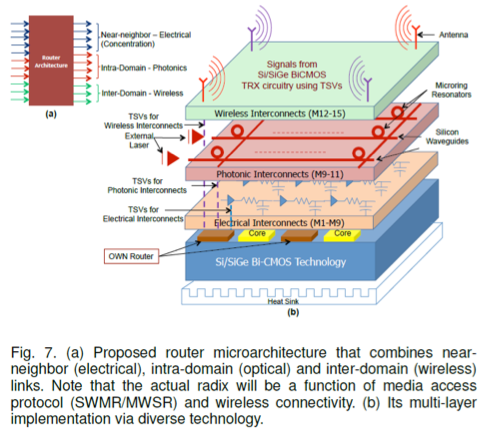 Near-neighbor – Electrical
(Concentration)
Router
Architecture
Intra-Domain - Photonics
Inter-Domain - Wireless
(a)
Antenna
Signals from
Si/SiGe BiCMOS
TRX circuitry using TSVs
Microring
Resonators
Wireless Interconnects (M12-15)
TSVs for
Wireless Interconnects
External
Laser
Silicon
Waveguides
Photonic Interconnects (M9-11)
TSVs for
Photonic Interconnects
TSVs for
Electrical Interconnects
Electrical Interconnects (M1-M9)
Core
Core
OWN Router
Si/SiGe Bi-CMOS Technology
Heat Sink
(b)
Fig. 7. (a) Proposed router microarchitecture that combines near-
neighbor (electrical), intra-domain (optical) and inter-domain (wireless)
links. Note that the actual radix will be a function of media access
protocol (SWMR/MWSR) and wireless connectivity. (b) Its multi-layer
implementation via diverse technology.